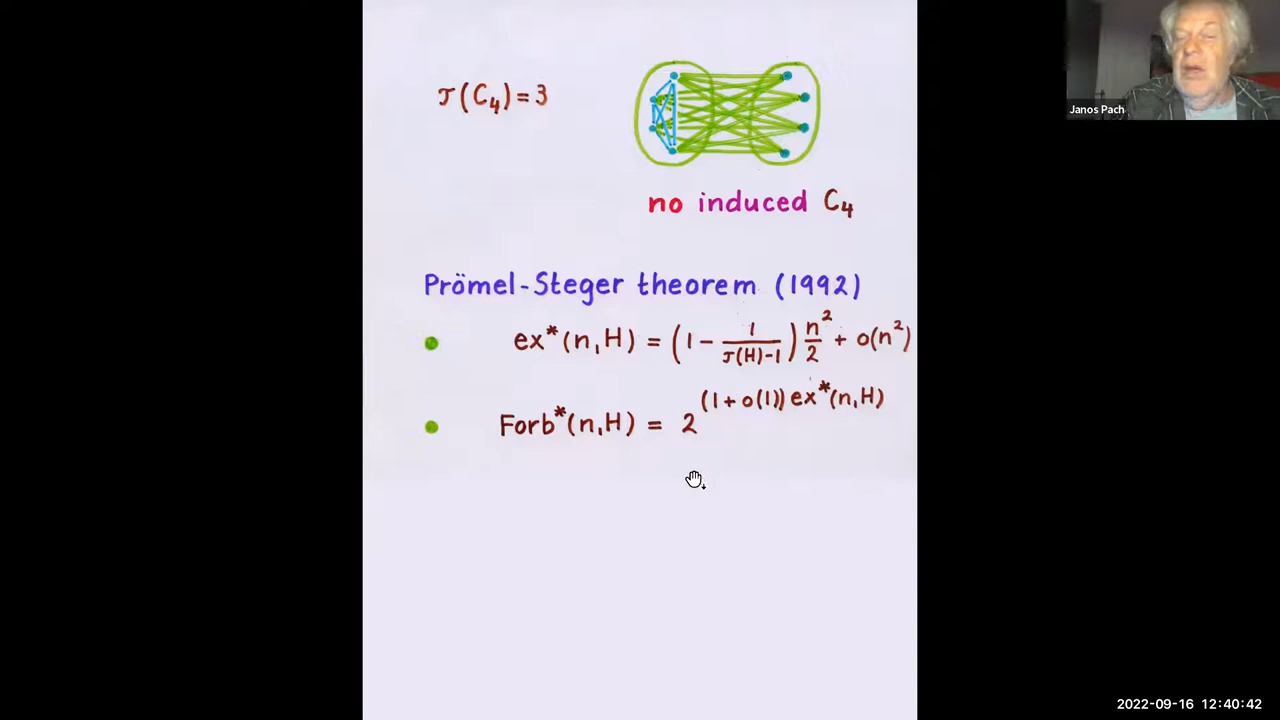 τ(C₄) = 3
no induced C₄
Prömel-Steger theorem (1992)
ex*(n,H) = (1 - 1/(τ(H)-1)) n²/2 + o(n²)
Forb*(n,H) = 2^((1+o(1)) ex*(n,H))
Janos Pach
2022-09-16 12:40:42